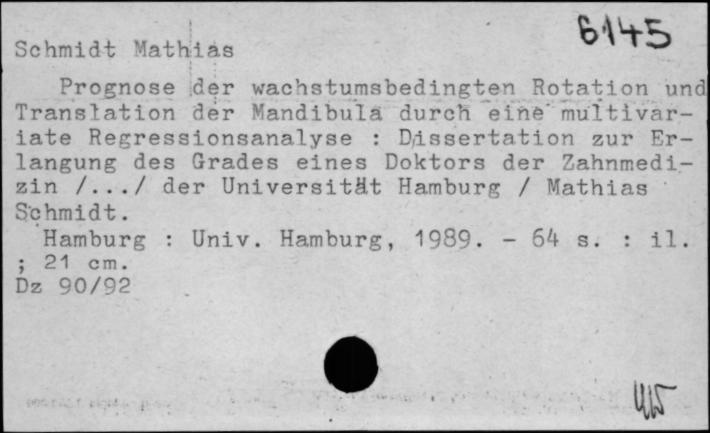 6145
Schmidt Mathias
Prognose der wachstumsbedingten Rotation und
Translation der Mandibula durch eine multivar-
iate Regressionsanalyse : Dissertation zur Er-
langung des Grades eines Doktors der Zahnmedi-
zin /.../ der Universität Hamburg / Mathias
Schmidt.
Hamburg : Univ. Hamburg, 1989. - 64 s. : il.
; 21 cm.
Dz 90/92